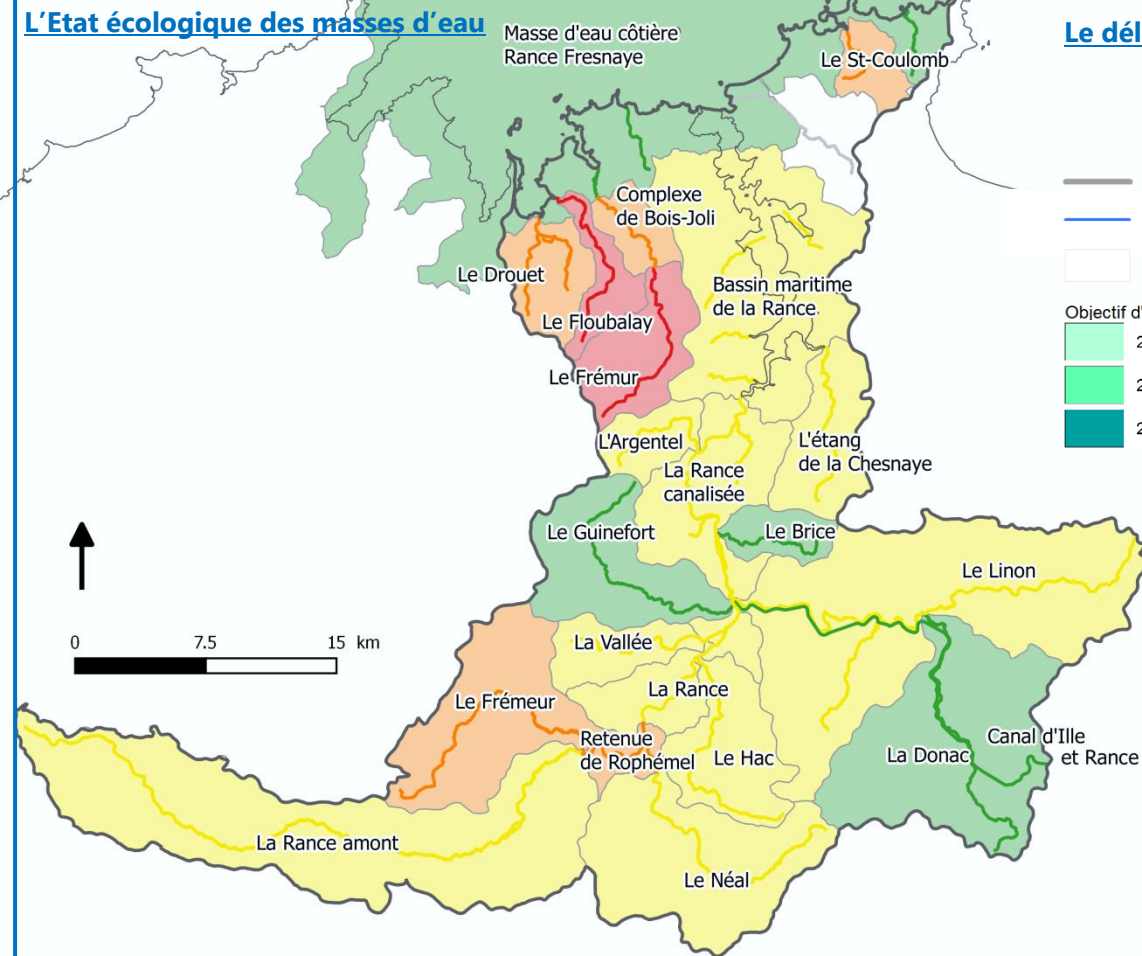 L'Etat écologique des masses d'eau
Le dél
Masse d'eau côtière
Rance Fresnaye
Le St-Coulomb
Complexe
de Bois-Joli
Le Drouet
Bassin maritime
de la Rance
Le Floubalay
Objectif d'
2
2
2
Le Frémur
L'Argentel
L'étang
de la Chesnaye
La Rance
canalisée
Le Guinefort
Le Brice
Le Linon
0 7.5 15 km
La Vallée
La Rance
Le Frémeur
Retenue
de Rophémel
Le Hac
La Donac
Canal d'Ille
et Rance
La Rance amont
Le Néal